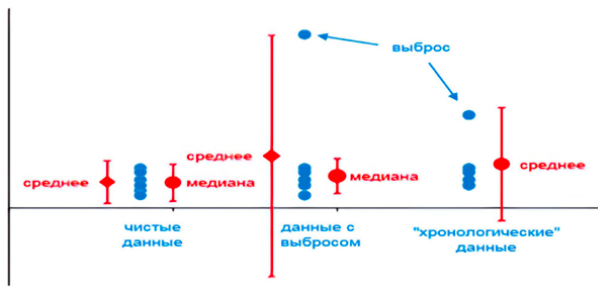 выброс
среднее
среднее
медиана
медиана
среднее
чистые
данные
данные с
выбросом
"хронологические"
данные